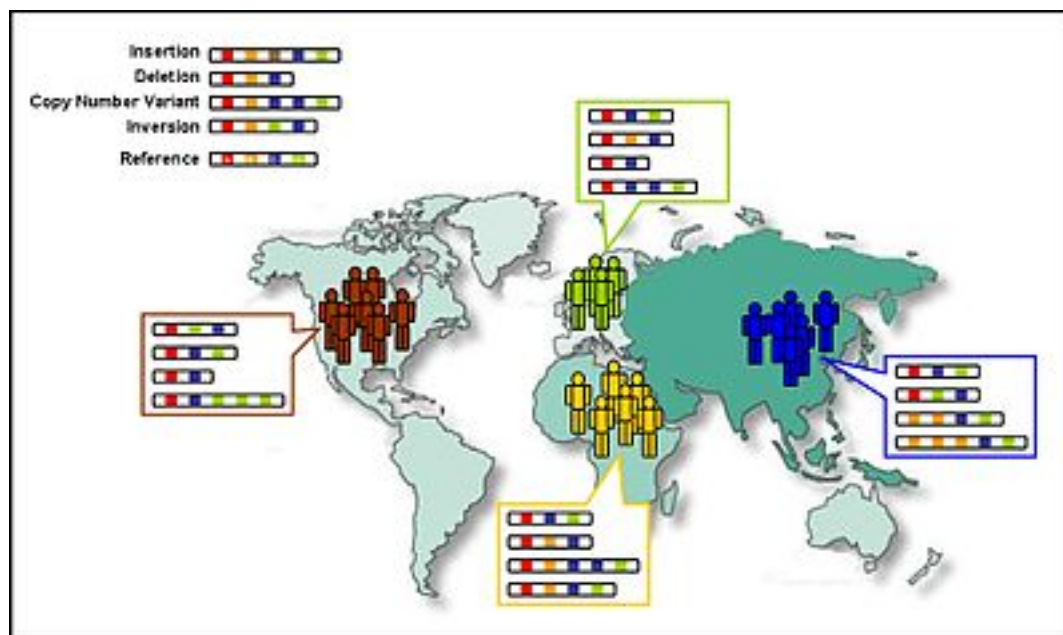 Insertion
Deletion
Copy Number Variant
Inversion
Reference